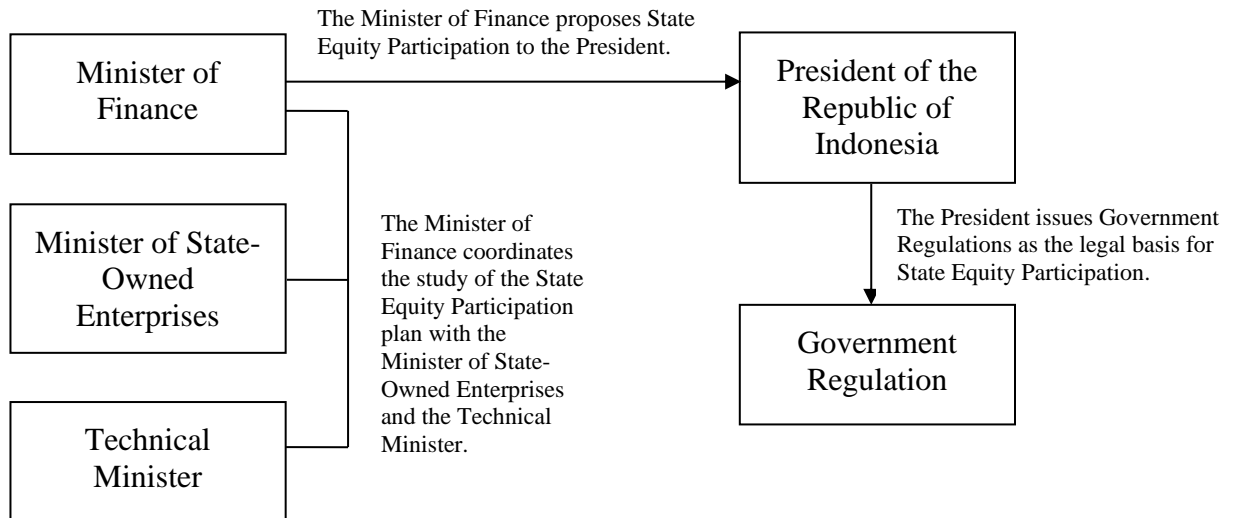 The Minister of Finance proposes State
Equity Participation to the President.
Minister of
Finance
President of the
Republic of
Indonesia
Minister of State-
Owned
Enterprises
The Minister of
Finance coordinates
the study of the State
Equity Participation
plan with the
Minister of State-
Owned Enterprises
and the Technical
Minister.
The President issues Government
Regulations as the legal basis for
State Equity Participation.
Government
Regulation
Technical
Minister